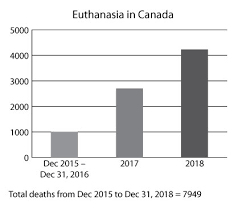 Euthanasia in Canada
5000
4000
3000
2000
1000
0
Dec 2015 –
Dec 31, 2016
2017
2018
Total deaths from Dec 2015 to Dec 31, 2018 = 7949